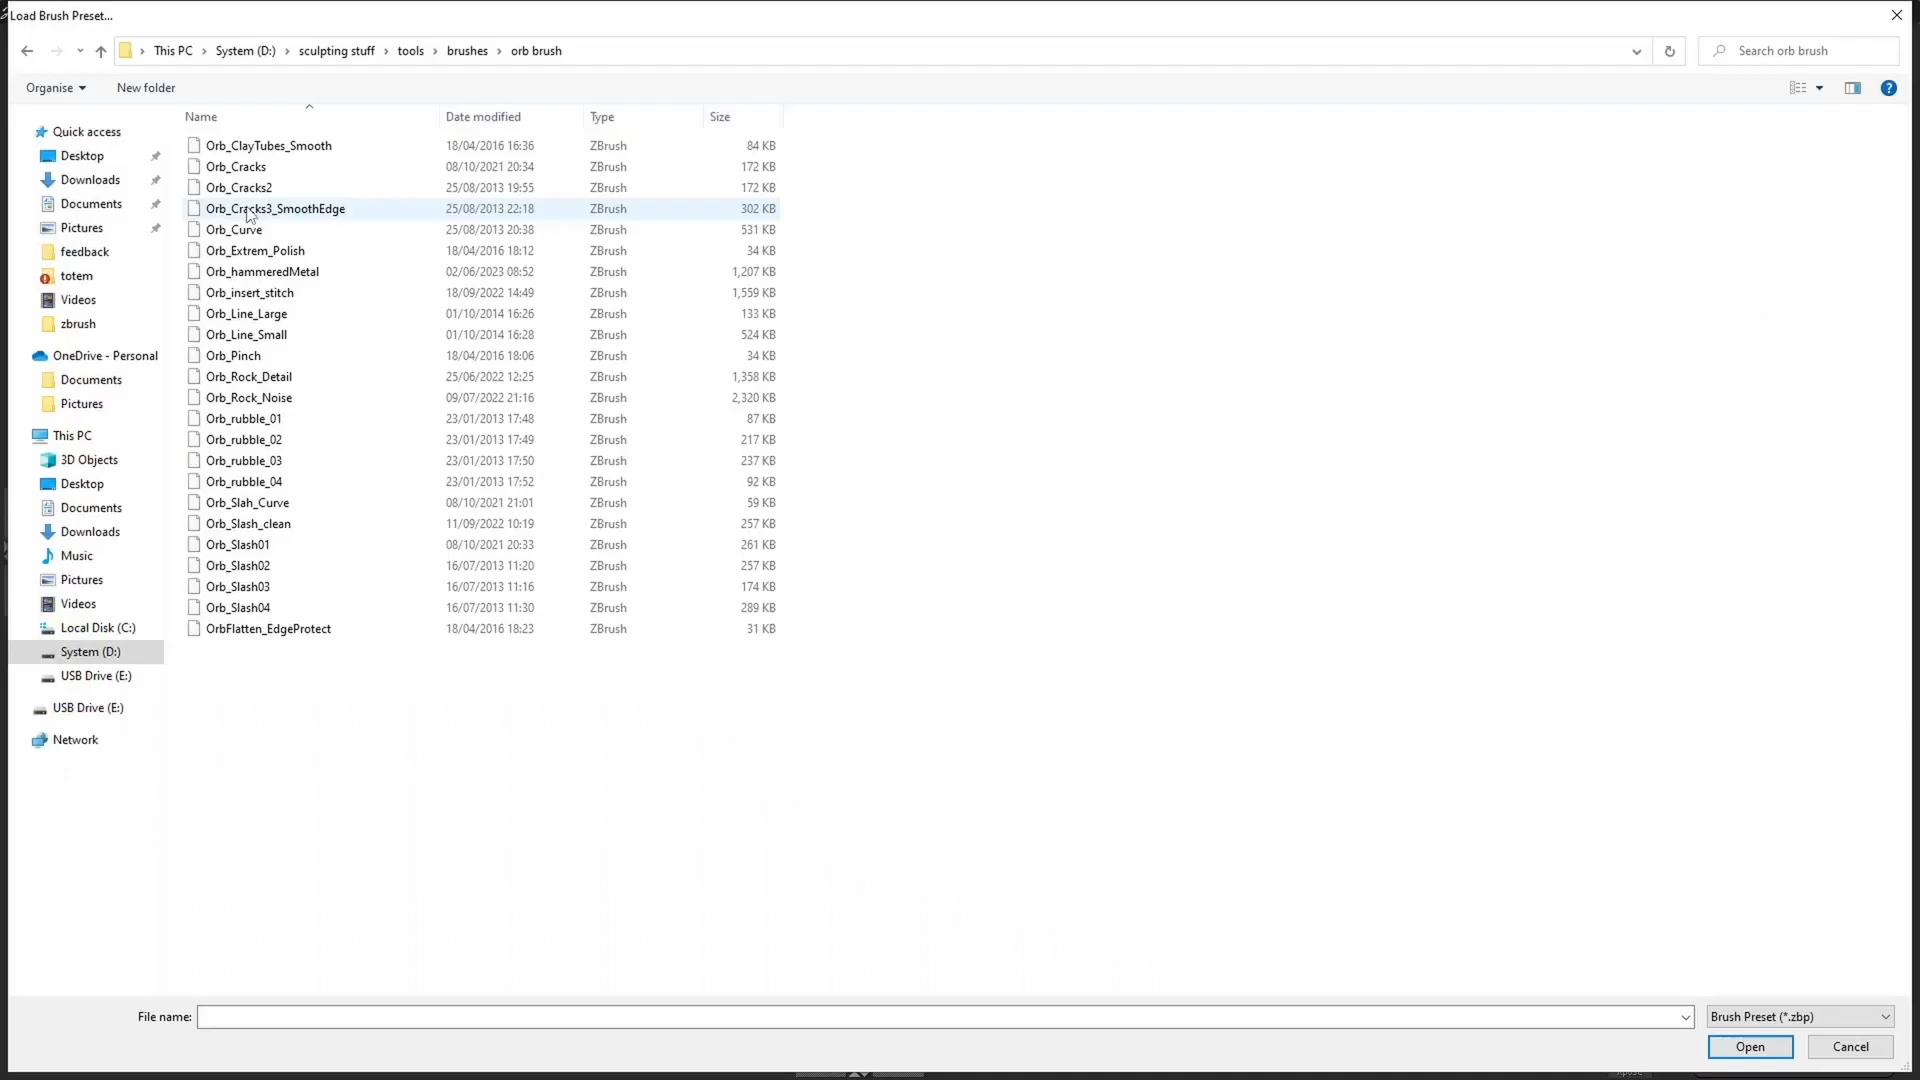 Load Brush Preset...
This PC > System (D:) > sculpting stuff > tools > brushes > orb brush
Search orb brush
Organise
New folder
Name Date modified Type Size
Quick access
Desktop
Downloads
Documents
Pictures
feedback
totem
Videos
zbrush
OneDrive - Personal
Documents
Pictures
This PC
3D Objects
Desktop
Documents
Downloads
Music
Pictures
Videos
Local Disk (C:)
System (D:)
USB Drive (E:)
USB Drive (E:)
Network
Orb_ClayTubes_Smooth 18/04/2016 16:36 ZBrush 84 KB
Orb_Cracks 08/10/2021 20:34 ZBrush 172 KB
Orb_Cracks2 25/08/2013 19:55 ZBrush 172 KB
Orb_Cracks3_SmoothEdge 25/08/2013 22:18 ZBrush 302 KB
Orb_Curve 25/08/2013 20:38 ZBrush 531 KB
Orb_Extrem_Polish 18/04/2016 18:12 ZBrush 34 KB
Orb_hammeredMetal 02/06/2023 08:52 ZBrush 1,207 KB
Orb_insert_stitch 18/09/2022 14:49 ZBrush 1,559 KB
Orb_Line_Large 01/10/2014 16:26 ZBrush 133 KB
Orb_Line_Small 01/10/2014 16:28 ZBrush 524 KB
Orb_Pinch 18/04/2016 18:06 ZBrush 34 KB
Orb_Rock_Detail 25/06/2022 12:25 ZBrush 1,358 KB
Orb_Rock_Noise 09/07/2022 21:16 ZBrush 2,320 KB
Orb_rubble_01 23/01/2013 17:48 ZBrush 87 KB
Orb_rubble_02 23/01/2013 17:49 ZBrush 217 KB
Orb_rubble_03 23/01/2013 17:50 ZBrush 237 KB
Orb_rubble_04 23/01/2013 17:52 ZBrush 92 KB
Orb_Slah_Curve 08/10/2021 21:01 ZBrush 59 KB
Orb_Slash_clean 11/09/2022 10:19 ZBrush 257 KB
Orb_Slash01 08/10/2021 20:33 ZBrush 261 KB
Orb_Slash02 16/07/2013 11:20 ZBrush 257 KB
Orb_Slash03 16/07/2013 11:16 ZBrush 174 KB
Orb_Slash04 16/07/2013 11:30 ZBrush 289 KB
OrbFlatten_EdgeProtect 18/04/2016 18:23 ZBrush 31 KB
File name:
Brush Preset (*.zbp)
Open
Cancel